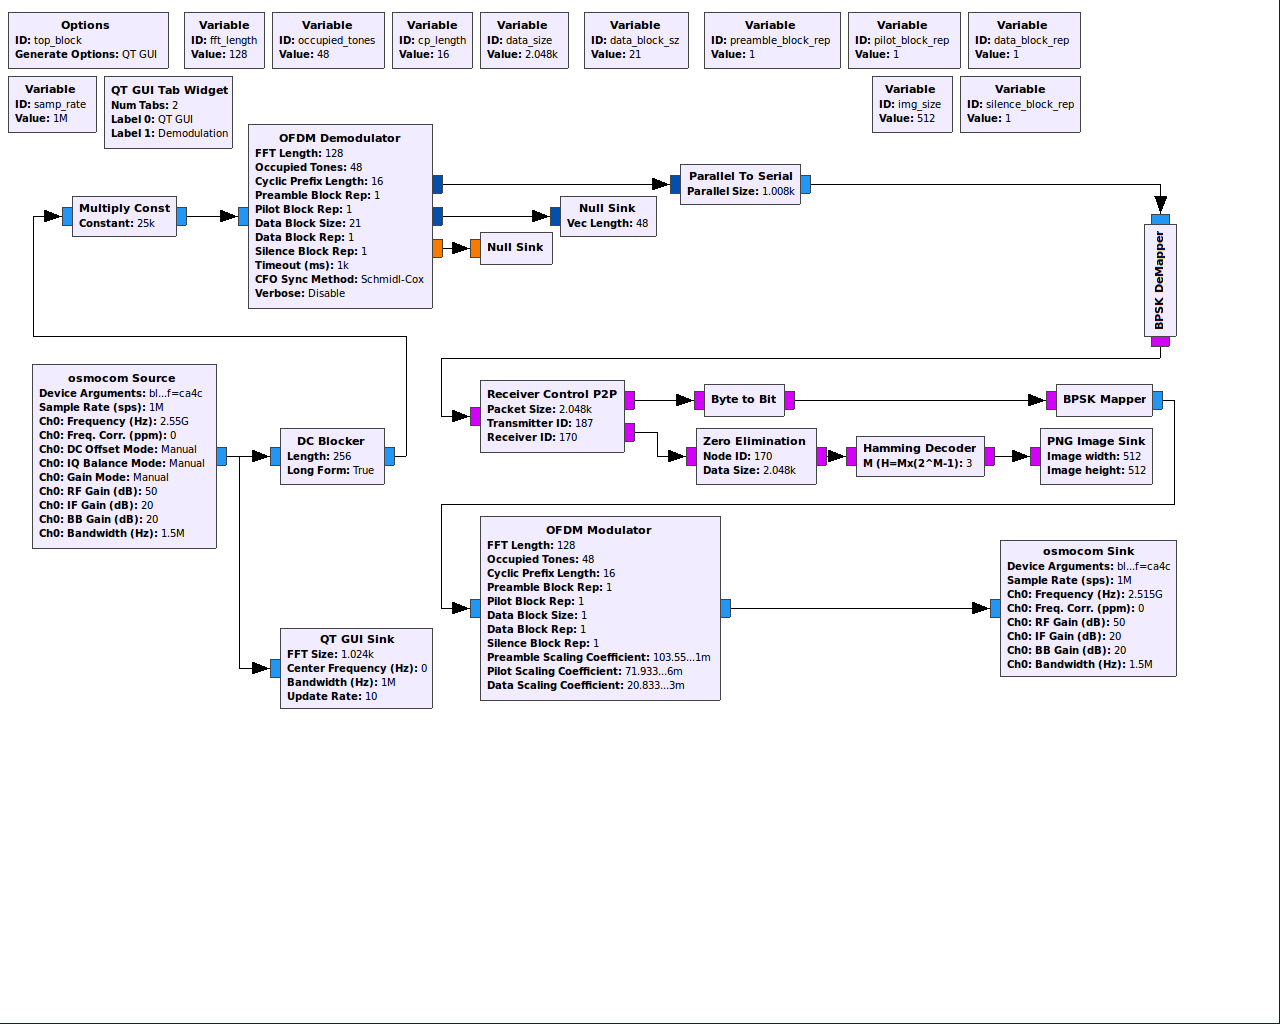 Options
ID: top_block
Generate Options: QT GUI
Variable
ID: fft_length
Value: 128
Variable
ID: occupied_tones
Value: 48
Variable
ID: cp_length
Value: 16
Variable
ID: data_size
Value: 2.048k
Variable
ID: data_block_sz
Value: 21
Variable
ID: preamble_block_rep
Value: 1
Variable
ID: pilot_block_rep
Value: 1
Variable
ID: data_block_rep
Value: 1
Variable
ID: samp_rate
Value: 1M
QT GUI Tab Widget
Num Tabs: 2
Label 0: QT GUI
Label 1: Demodulation
Variable
ID: img_size
Value: 512
Variable
ID: silence_block_rep
Value: 1
OFDM Demodulator
FFT Length: 128
Occupied Tones: 48
Cyclic Prefix Length: 16
Preamble Block Rep: 1
Pilot Block Rep: 1
Data Block Size: 21
Data Block Rep: 1
Silence Block Rep: 1
Timeout (ms): 1k
CFO Sync Method: Schmidl-Cox
Verbose: Disable
Parallel To Serial
Parallel Size: 1.008k
Multiply Const
Constant: 25k
Null Sink
Vec Length: 48
Null Sink
BPSK DeMapper
osmocom Source
Device Arguments: bl...f=ca4c
Sample Rate (sps): 1M
Ch0: Frequency (Hz): 2.55G
Ch0: Freq. Corr. (ppm): 0
Ch0: DC Offset Mode: Manual
Ch0: IQ Balance Mode: Manual
Ch0: Gain Mode: Manual
Ch0: RF Gain (dB): 50
Ch0: IF Gain (dB): 20
Ch0: BB Gain (dB): 20
Ch0: Bandwidth (Hz): 1.5M
DC Blocker
Length: 256
Long Form: True
Receiver Control P2P
Packet Size: 2.048k
Transmitter ID: 187
Receiver ID: 170
Byte to Bit
BPSK Mapper
Zero Elimination
Node ID: 170
Data Size: 2.048k
Hamming Decoder
M (H=Mx(2^M-1): 3
PNG Image Sink
Image width: 512
Image height: 512
OFDM Modulator
FFT Length: 128
Occupied Tones: 48
Cyclic Prefix Length: 16
Preamble Block Rep: 1
Pilot Block Rep: 1
Data Block Size: 1
Data Block Rep: 1
Silence Block Rep: 1
Preamble Scaling Coefficient: 103.55...1m
Pilot Scaling Coefficient: 71.933...6m
Data Scaling Coefficient: 20.833...3m
osmocom Sink
Device Arguments: bl...f=ca4c
Sample Rate (sps): 1M
Ch0: Frequency (Hz): 2.515G
Ch0: Freq. Corr. (ppm): 0
Ch0: RF Gain (dB): 50
Ch0: IF Gain (dB): 20
Ch0: BB Gain (dB): 20
Ch0: Bandwidth (Hz): 1.5M
QT GUI Sink
FFT Size: 1.024k
Center Frequency (Hz): 0
Bandwidth (Hz): 1M
Update Rate: 10